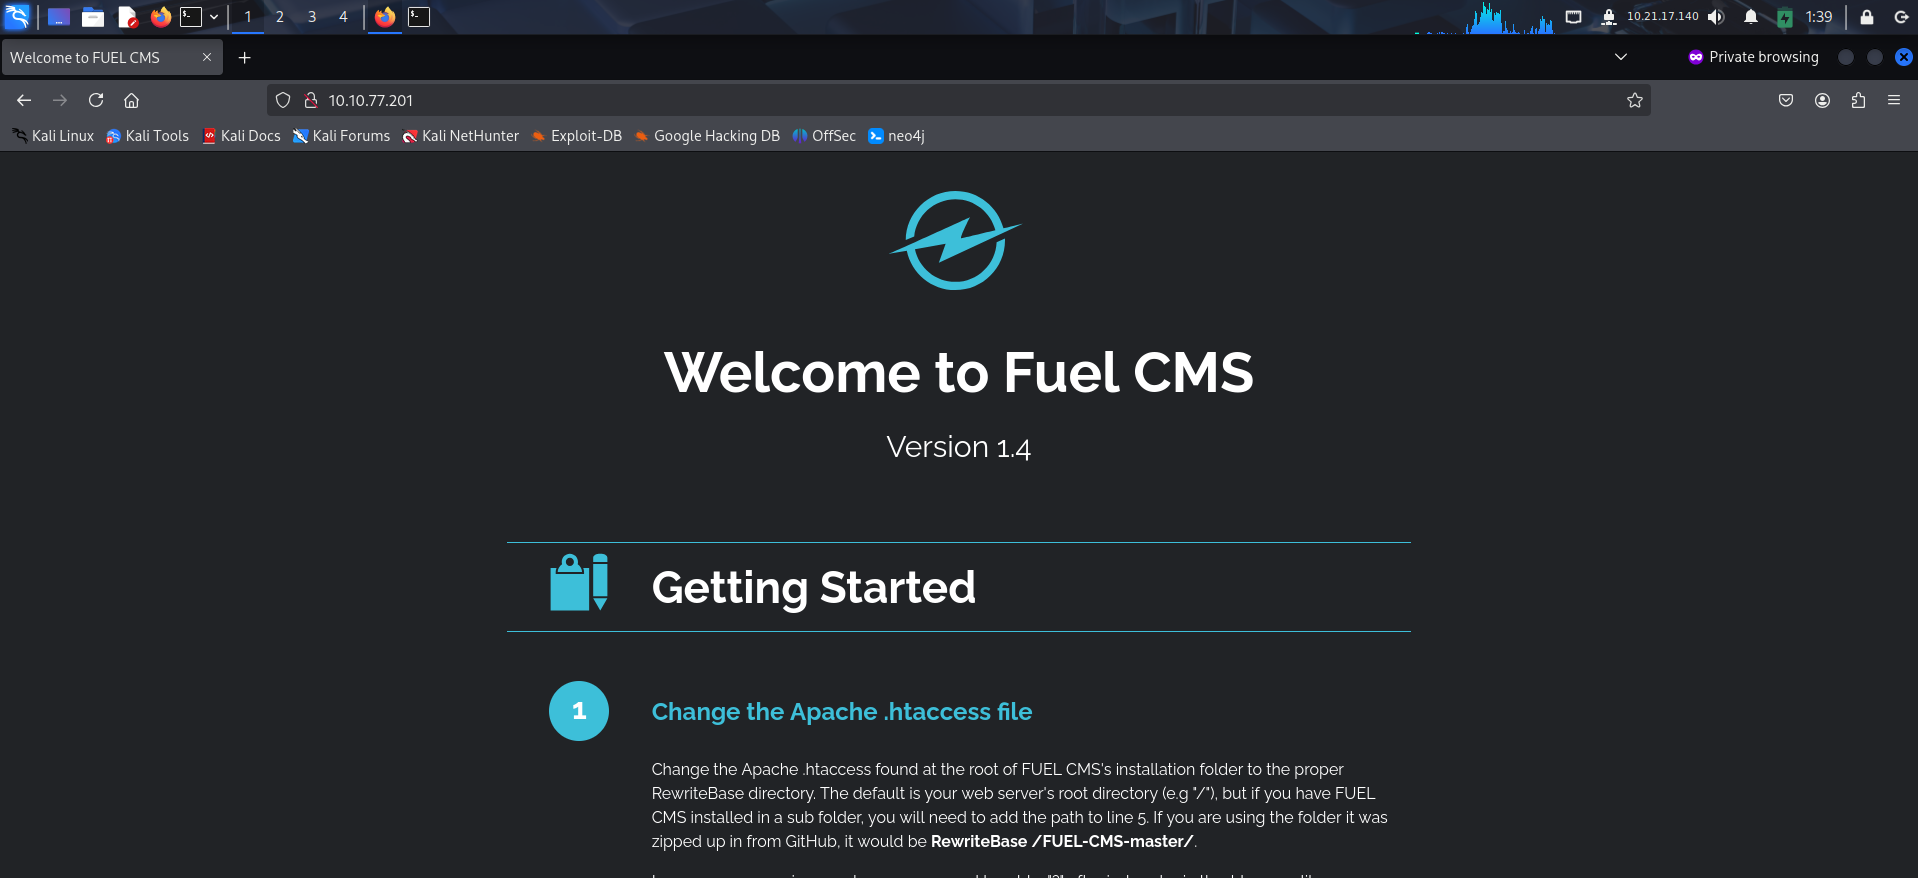 1 2 3 4 10.21.17.140 1:39
Welcome to FUEL CMS Private browsing
10.10.77.201
Kali Linux Kali Tools Kali Docs Kali Forums Kali NetHunter Exploit-DB Google Hacking DB OffSec neo4j
Welcome to Fuel CMS
Version 1.4
Getting Started
1 Change the Apache .htaccess file
Change the Apache .htaccess found at the root of FUEL CMS's installation folder to the proper
RewriteBase directory. The default is your web server's root directory (e.g "/"), but if you have FUEL
CMS installed in a sub folder, you will need to add the path to line 5. If you are using the folder it was
zipped up in from GitHub, it would be RewriteBase /FUEL-CMS-master/.